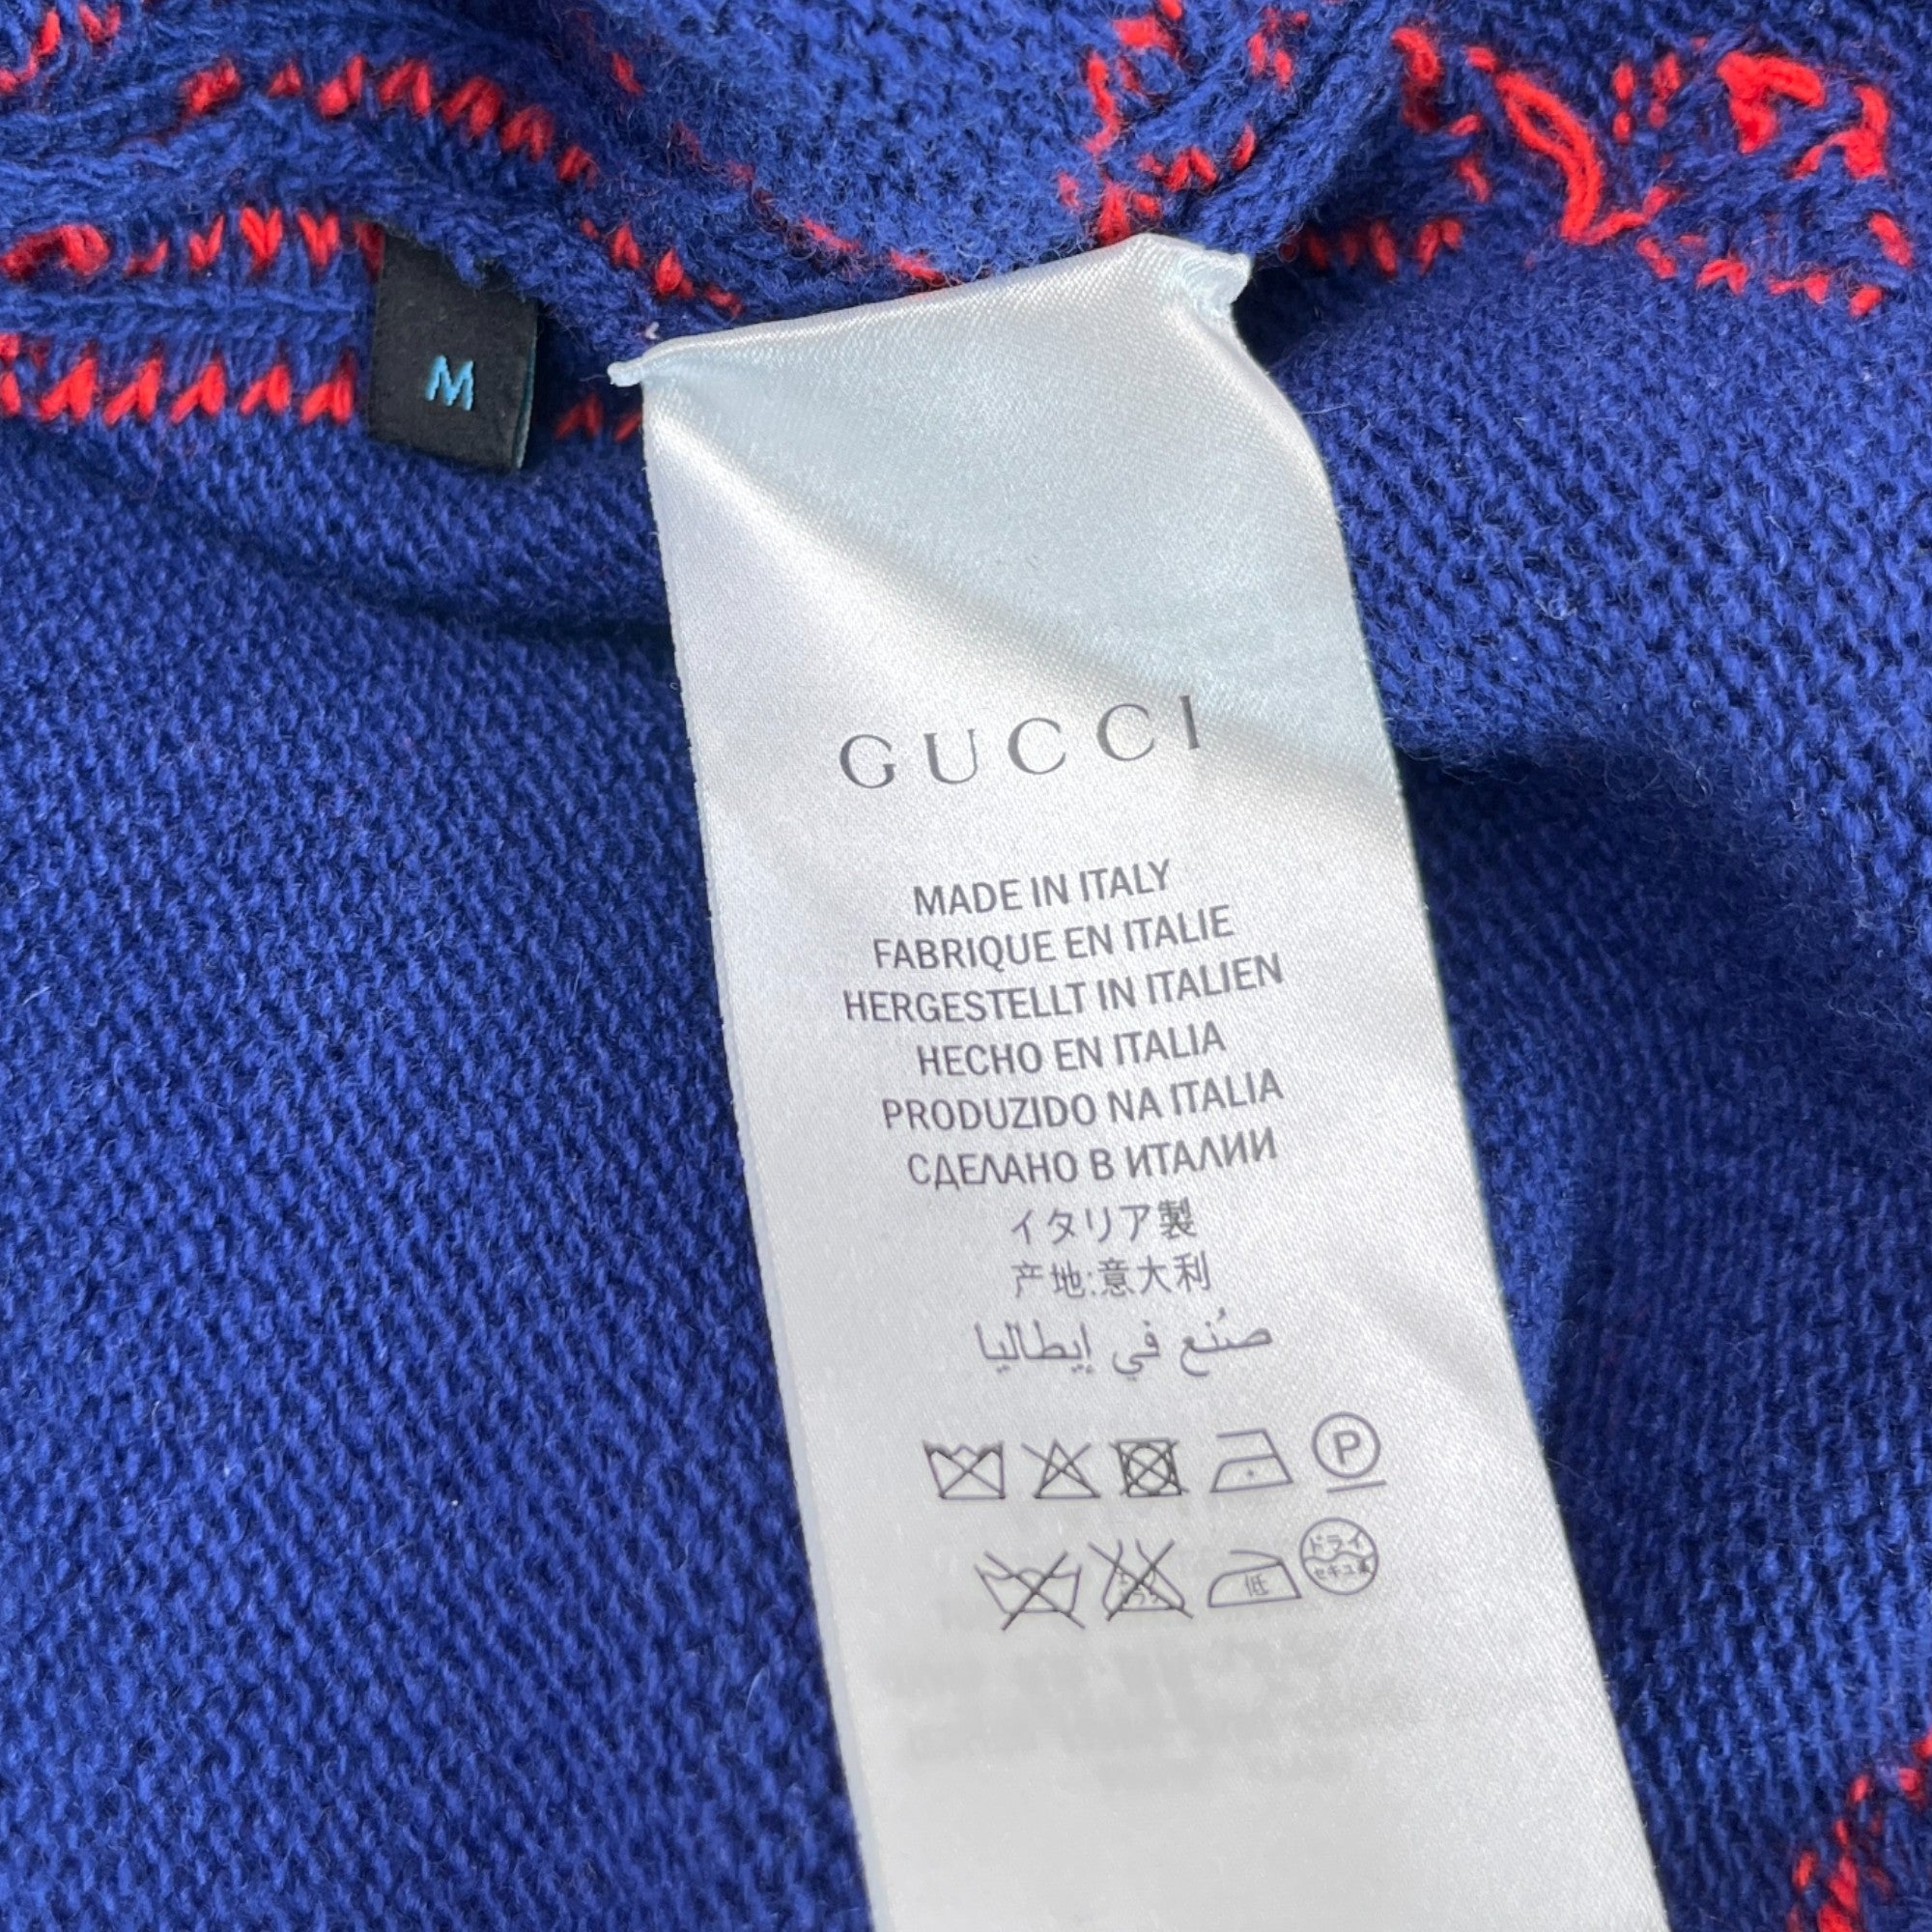 M
GUCCI
MADE IN ITALY
FABRIQUE EN ITALIE
HERGESTELLT IN ITALIEN
HECHO EN ITALIA
PRODUZIDO NA ITALIA
СДЕЛАНО В ИТАЛИИ
イタリア製
产地:意大利
صُنع في إيطاليا
P
低
ドライ